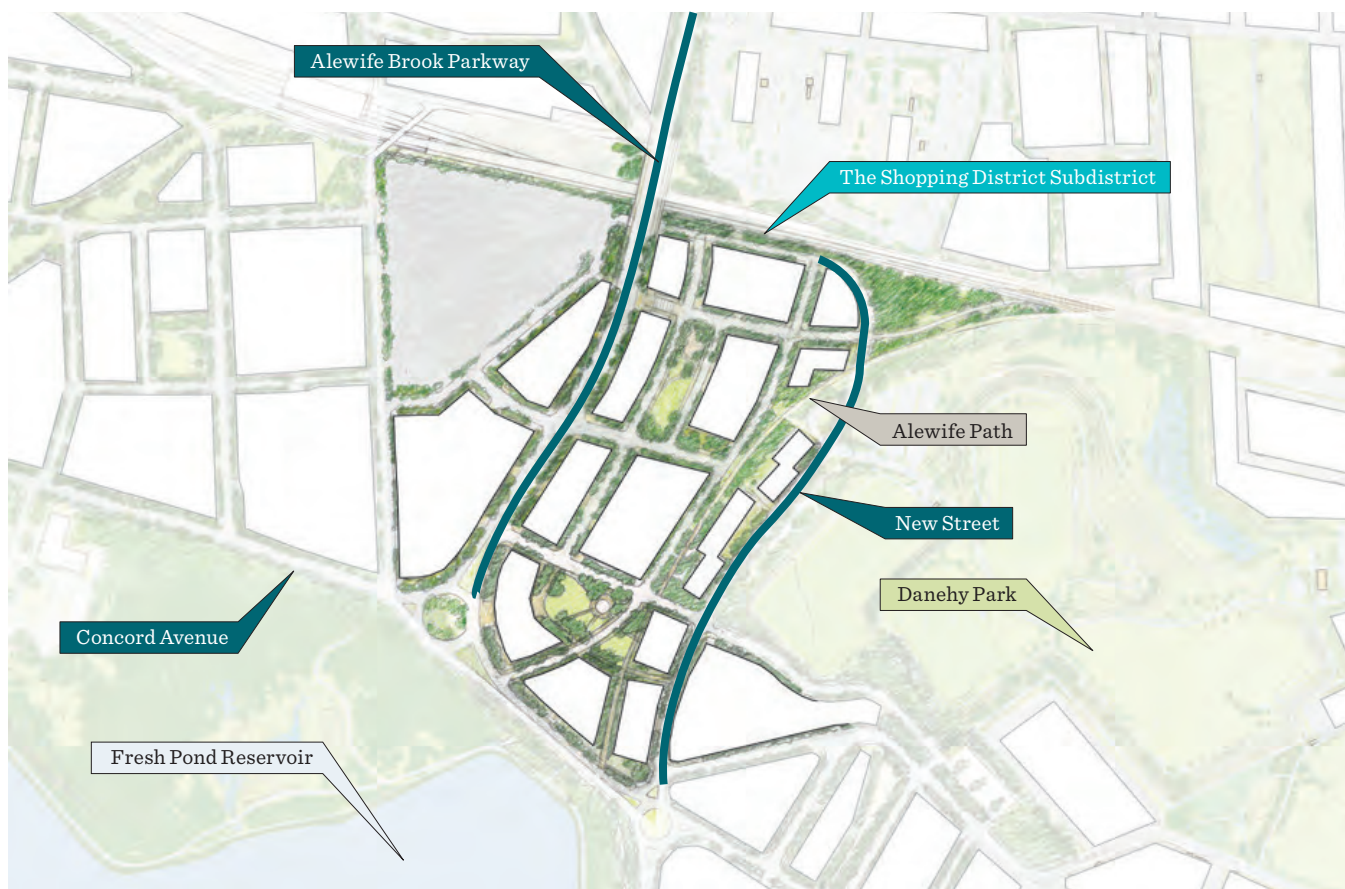 Alewife Brook Parkway
The Shopping District Subdistrict
Alewife Path
New Street
Danehy Park
Concord Avenue
Fresh Pond Reservoir